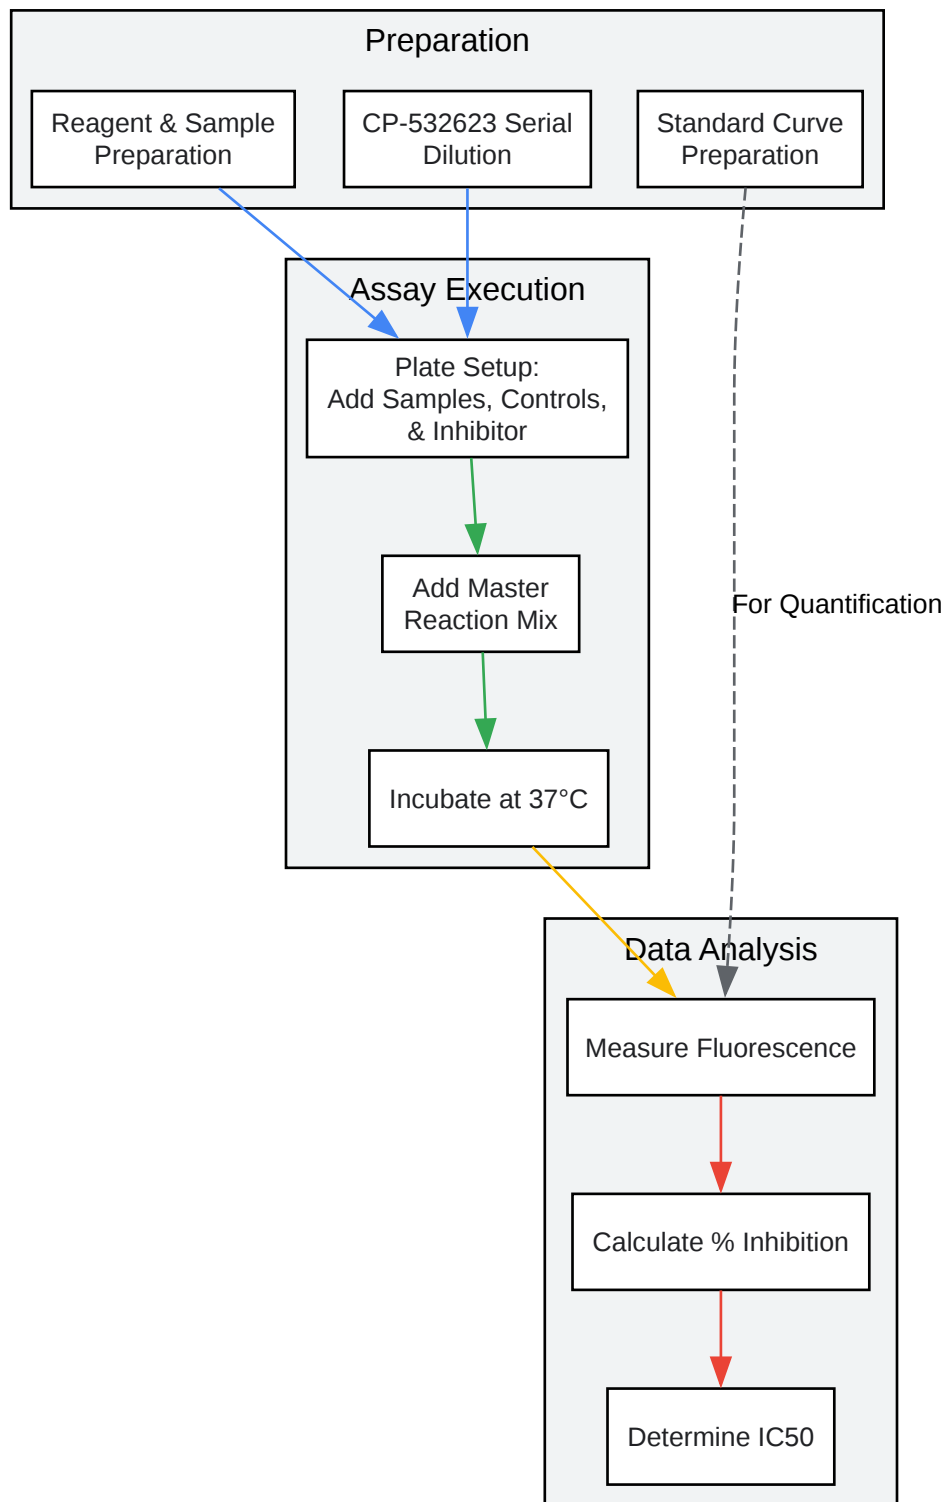 Preparation
Reagent & Sample
Preparation
CP-532623 Serial
Dilution
Standard Curve
Preparation
Assay Execution
Plate Setup:
Add Samples, Controls,
& Inhibitor
Add Master
Reaction Mix
For Quantification
Incubate at 37°C
Data Analysis
Measure Fluorescence
Calculate % Inhibition
Determine IC50